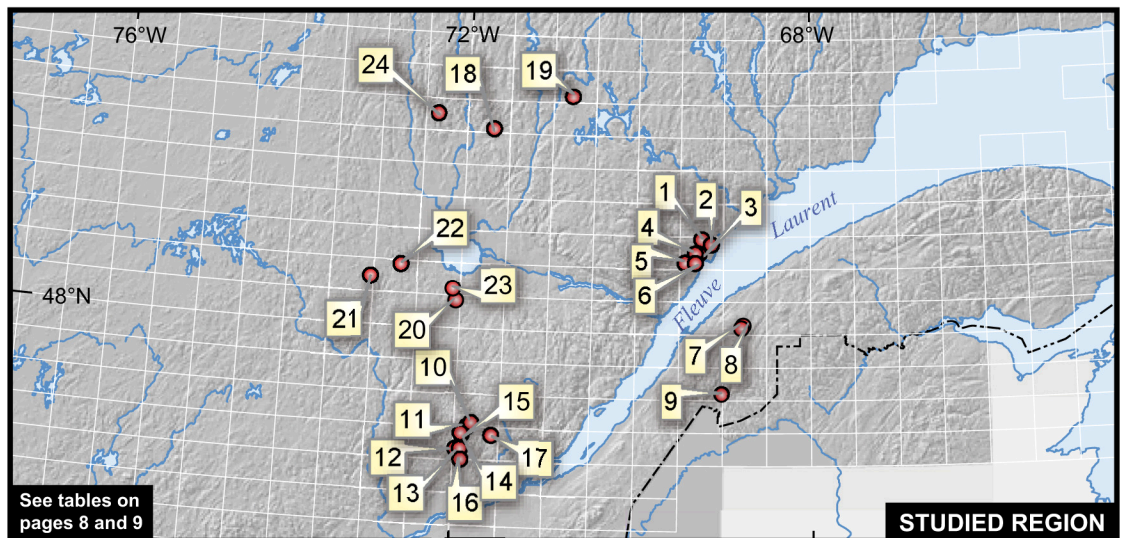 76°W 72°W 68°W
24 18 19
1 2 3
4
5
6
Laurent
Fleuve
22
23
48°N
21 20
7 8
10
9
11 15
12 17
13 16 14
See tables on
pages 8 and 9
STUDIED REGION